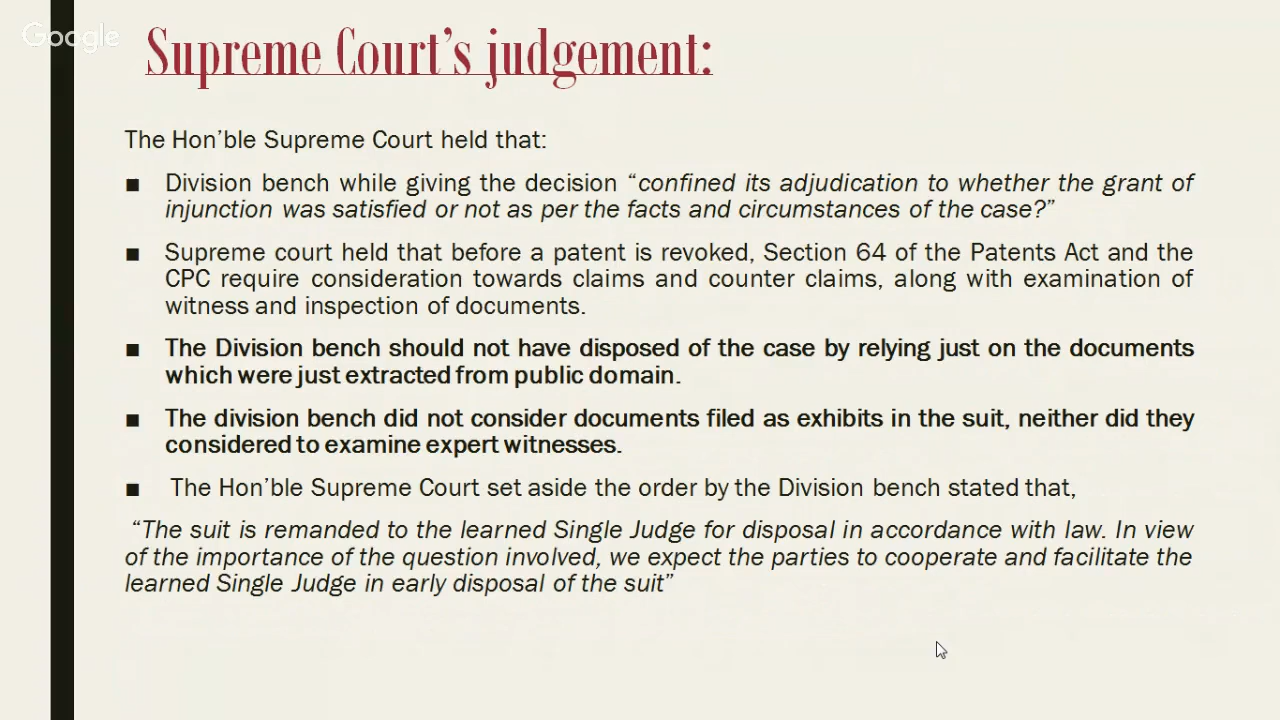 Google
Supreme Court's judgement:
The Hon'ble Supreme Court held that:
■ Division bench while giving the decision “confined its adjudication to whether the grant of
injunction was satisfied or not as per the facts and circumstances of the case?”
■ Supreme court held that before a patent is revoked, Section 64 of the Patents Act and the
CPC require consideration towards claims and counter claims, along with examination of
witness and inspection of documents.
■ The Division bench should not have disposed of the case by relying just on the documents
which were just extracted from public domain.
■ The division bench did not consider documents filed as exhibits in the suit, neither did they
considered to examine expert witnesses.
■ The Hon'ble Supreme Court set aside the order by the Division bench stated that,
“The suit is remanded to the learned Single Judge for disposal in accordance with law. In view
of the importance of the question involved, we expect the parties to cooperate and facilitate the
learned Single Judge in early disposal of the suit”